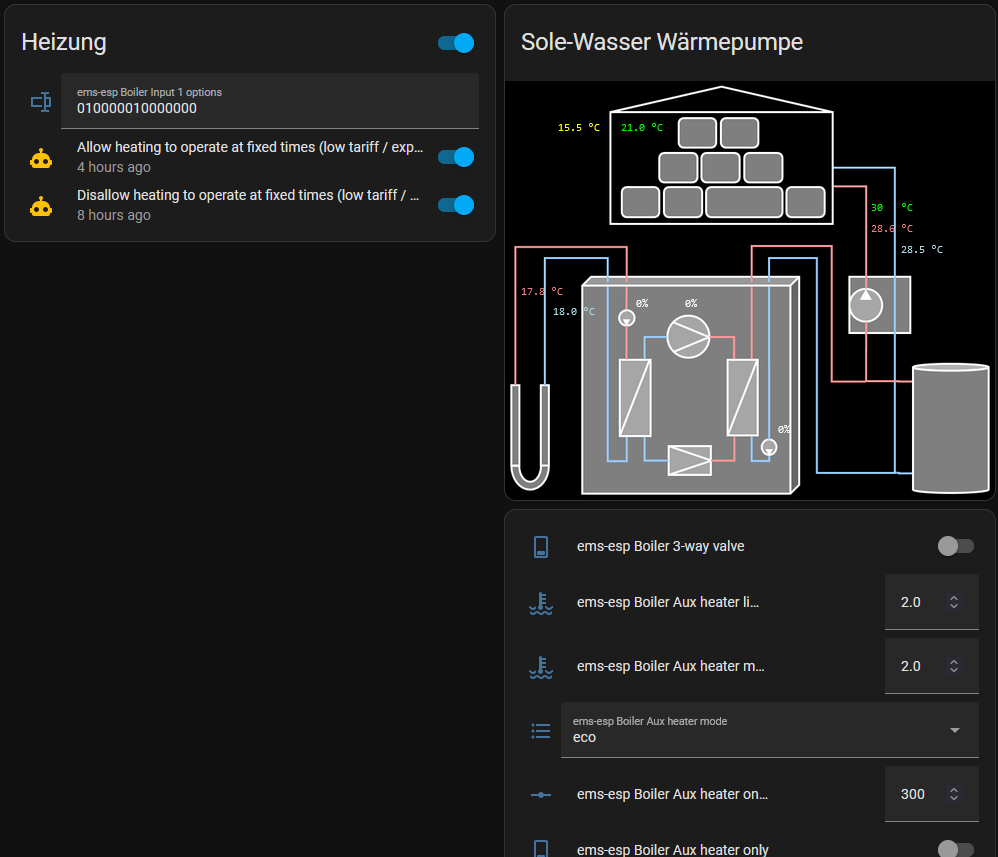 Heizung
ems-esp Boiler Input 1 options
010000010000000
Allow heating to operate at fixed times (low tariff / exp...
4 hours ago
Disallow heating to operate at fixed times (low tariff / ...
8 hours ago
Sole-Wasser Wärmepumpe
15.5 °C
21.0 °C
30 °C
28.6 °C
28.5 °C
17.8 °C
18.0 °C
0%
0%
0%
ems-esp Boiler 3-way valve
ems-esp Boiler Aux heater li...
2.0
ems-esp Boiler Aux heater m...
2.0
ems-esp Boiler Aux heater mode
eco
ems-esp Boiler Aux heater on...
300
ems-esp Boiler Aux heater only